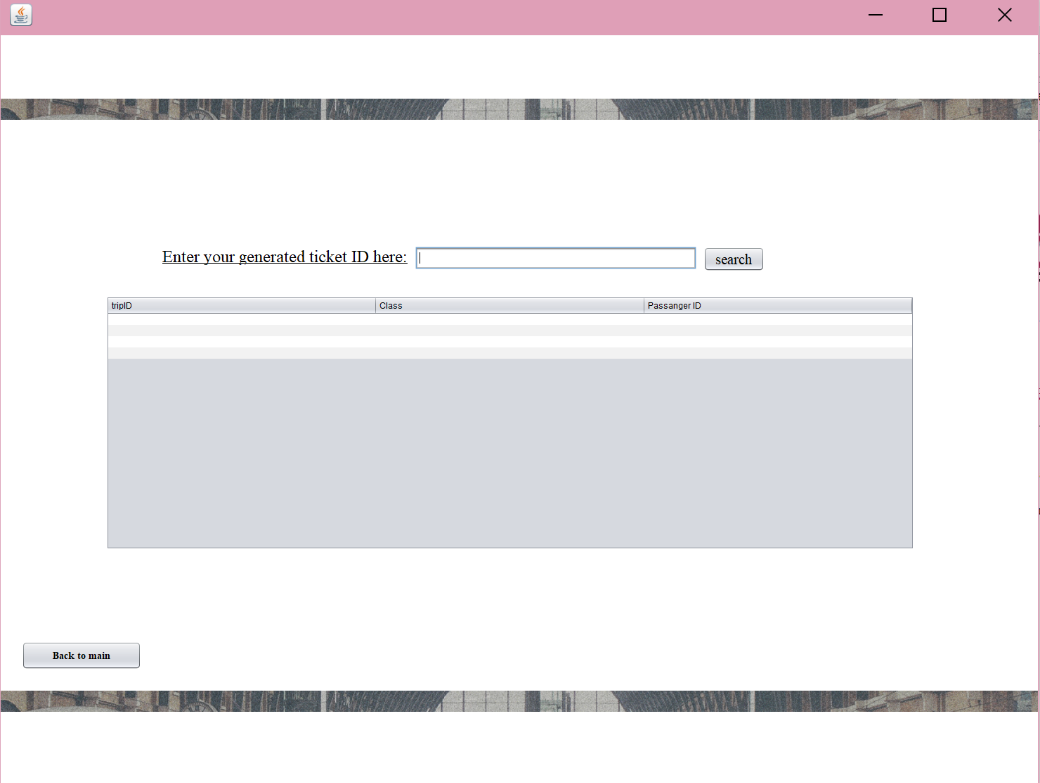 Enter your generated ticket ID here: search
tripID Class Passanger ID
Back to main